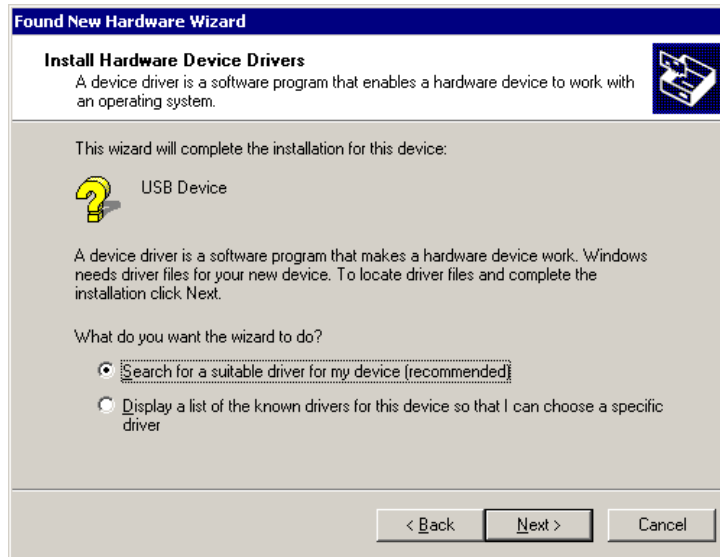 Found New Hardware Wizard
Install Hardware Device Drivers
A device driver is a software program that enables a hardware device to work with
an operating system.
This wizard will complete the installation for this device:
USB Device
A device driver is a software program that makes a hardware device work. Windows
needs driver files for your new device. To locate driver files and complete the
installation click Next.
What do you want the wizard to do?
Search for a suitable driver for my device (recommended)
Display a list of the known drivers for this device so that I can choose a specific
driver
< Back Next > Cancel